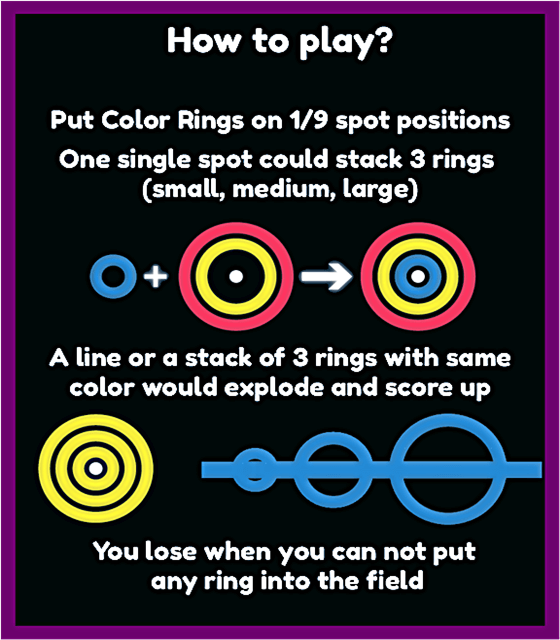 How to play?
Put Color Rings on 1/9 spot positions
One single spot could stack 3 rings
(small, medium, large)
A line or a stack of 3 rings with same
color would explode and score up
You lose when you can not put
any ring into the field